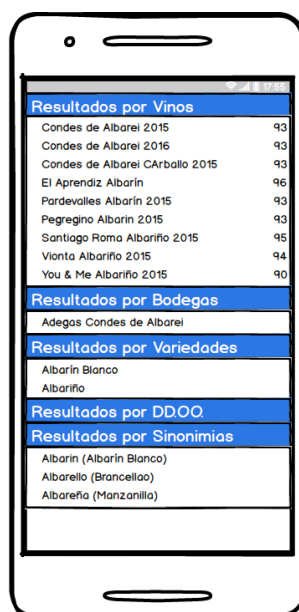 17:55
Resultados por Vinos
Condes de Albarei 2015 93
Condes de Albarei 2016 93
Condes de Albarei CArballo 2015 93
El Aprendiz Albarín 96
Pardevalles Albarín 2015 93
Pegregino Albarin 2015 93
Santiago Roma Albariño 2015 95
Vionta Albariño 2015 94
You & Me Albariño 2015 90
Resultados por Bodegas
Adegas Condes de Albarei
Resultados por Variedades
Albarín Blanco
Albariño
Resultados por DD.OO.
Resultados por Sinonimias
Albarin (Albarín Blanco)
Albarello (Brancellao)
Albareña (Manzanilla)